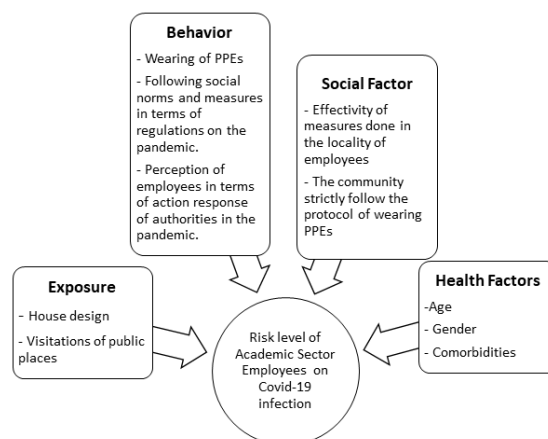 Behavior
- Wearing of PPEs
- Following social
norms and measures
in terms of
regulations on the
pandemic.
- Perception of
employees in terms of
action response
of authorities in the
pandemic.
Social Factor
- Effectivity of
measures done in
the locality of
employees
- The community
strictly follow the
protocol of wearing
PPEs
Exposure
- House design
- Visitations of public
places
Health Factors
-Age
- Gender
- Comorbidities
Risk level of
Academic Sector
Employees on
Covid-19
infection